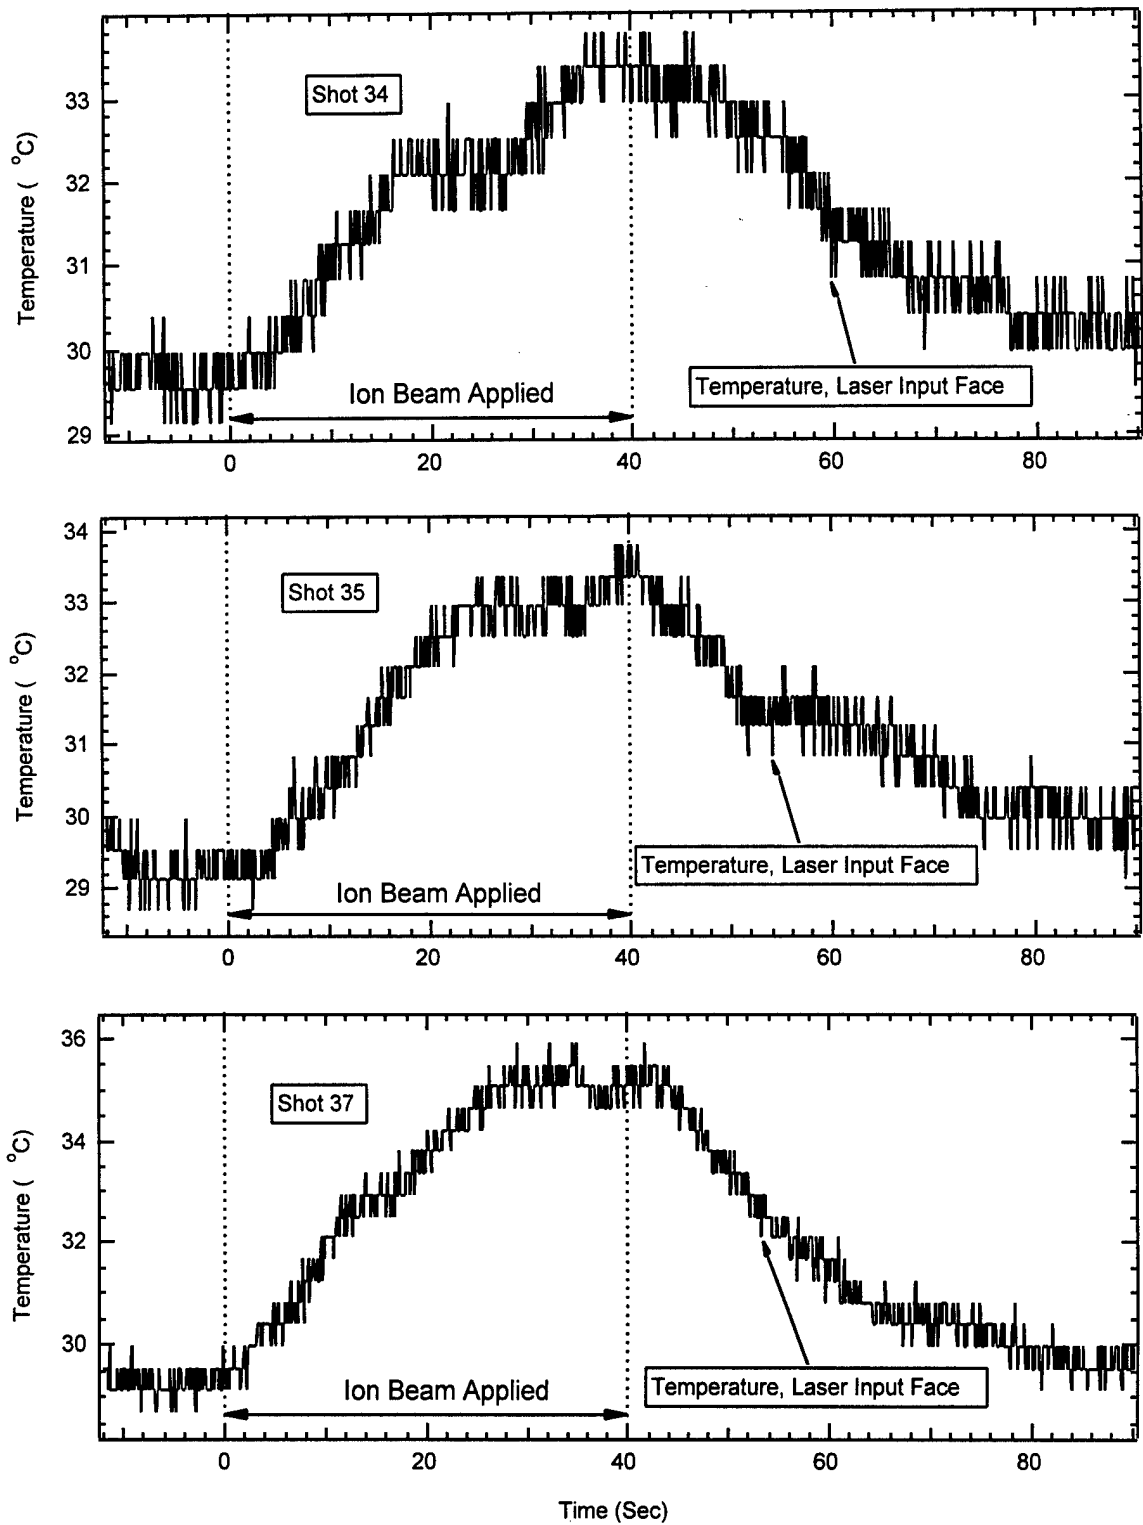 Shot 34
33
32
31
30
29
Temperature ( °C)
Ion Beam Applied
Temperature, Laser Input Face
0 20 40 60 80
34
33
32
31
30
29
Temperature ( °C)
Shot 35
Ion Beam Applied
Temperature, Laser Input Face
0 20 40 60 80
36
34
32
30
Temperature ( °C)
Shot 37
Ion Beam Applied
Temperature, Laser Input Face
0 20 40 60 80
Time (Sec)